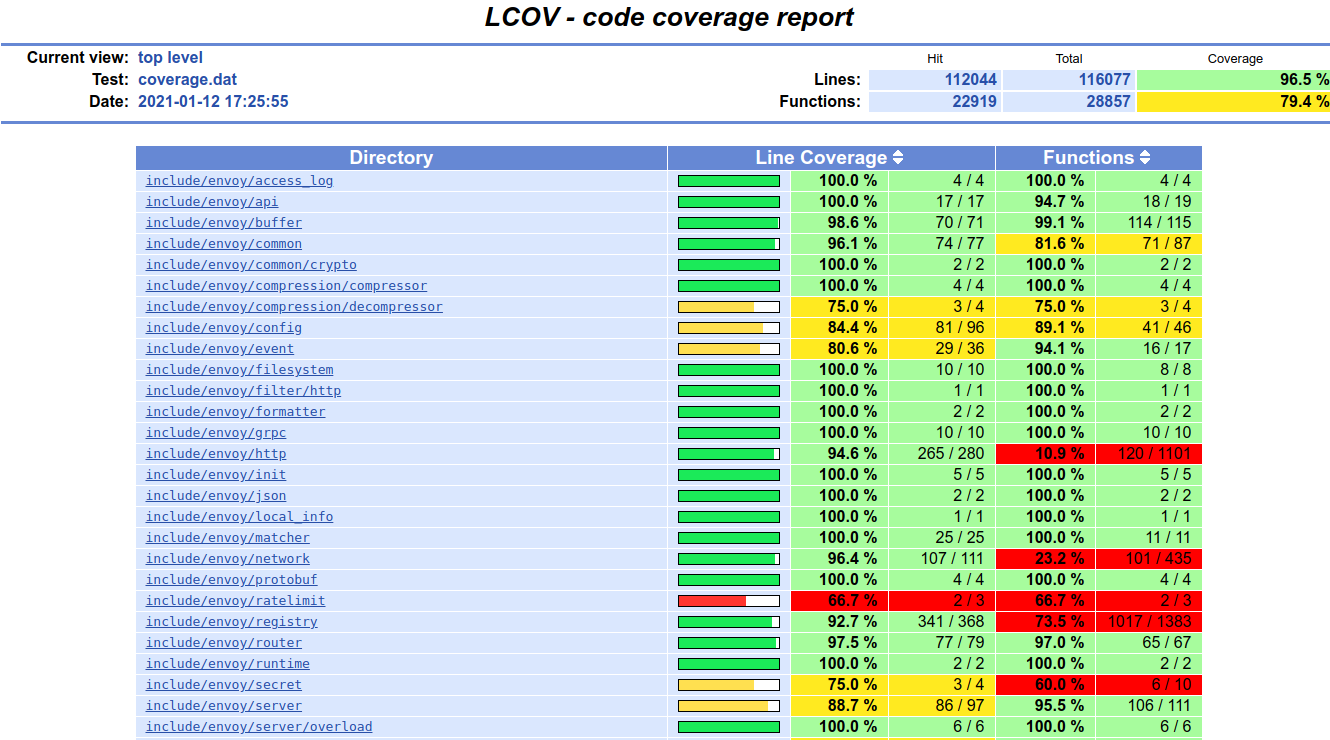 LCOV - code coverage report
Current view: top level Hit Total Coverage
Test: coverage.dat Lines: 112044 116077 96.5 %
Date: 2021-01-12 17:25:55 Functions: 22919 28857 79.4 %
Directory Line Coverage Functions
include/envoy/access_log 100.0 % 4 / 4 100.0 % 4 / 4
include/envoy/api 100.0 % 17 / 17 94.7 % 18 / 19
include/envoy/buffer 98.6 % 70 / 71 99.1 % 114 / 115
include/envoy/common 96.1 % 74 / 77 81.6 % 71 / 87
include/envoy/common/crypto 100.0 % 2 / 2 100.0 % 2 / 2
include/envoy/compression/compressor 100.0 % 4 / 4 100.0 % 4 / 4
include/envoy/compression/decompressor 75.0 % 3 / 4 75.0 % 3 / 4
include/envoy/config 84.4 % 81 / 96 89.1 % 41 / 46
include/envoy/event 80.6 % 29 / 36 94.1 % 16 / 17
include/envoy/filesystem 100.0 % 10 / 10 100.0 % 8 / 8
include/envoy/filter/http 100.0 % 1 / 1 100.0 % 1 / 1
include/envoy/formatter 100.0 % 2 / 2 100.0 % 2 / 2
include/envoy/grpc 100.0 % 10 / 10 100.0 % 10 / 10
include/envoy/http 94.6 % 265 / 280 10.9 % 120 / 1101
include/envoy/init 100.0 % 5 / 5 100.0 % 5 / 5
include/envoy/json 100.0 % 2 / 2 100.0 % 2 / 2
include/envoy/local_info 100.0 % 1 / 1 100.0 % 1 / 1
include/envoy/matcher 100.0 % 25 / 25 100.0 % 11 / 11
include/envoy/network 96.4 % 107 / 111 23.2 % 101 / 435
include/envoy/protobuf 100.0 % 4 / 4 100.0 % 4 / 4
include/envoy/ratelimit 66.7 % 2 / 3 66.7 % 2 / 3
include/envoy/registry 92.7 % 341 / 368 73.5 % 1017 / 1383
include/envoy/router 97.5 % 77 / 79 97.0 % 65 / 67
include/envoy/runtime 100.0 % 2 / 2 100.0 % 2 / 2
include/envoy/secret 75.0 % 3 / 4 60.0 % 6 / 10
include/envoy/server 88.7 % 86 / 97 95.5 % 106 / 111
include/envoy/server/overload 100.0 % 6 / 6 100.0 % 6 / 6